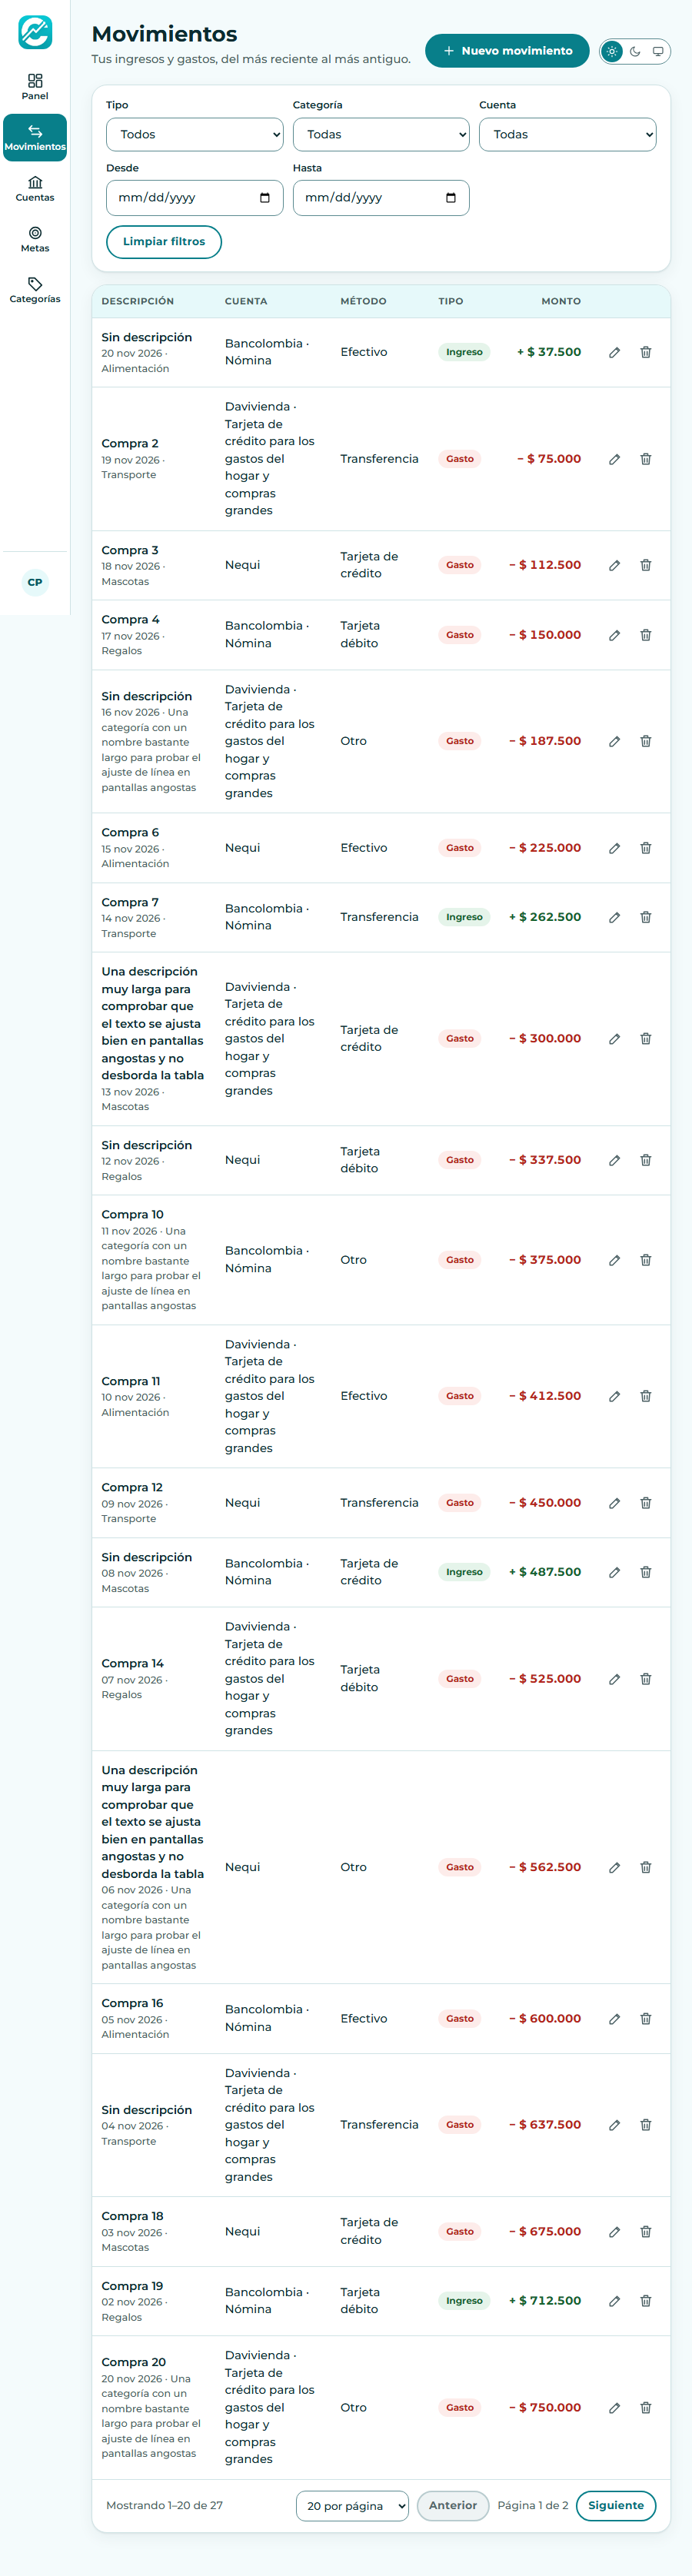 Movimientos
Tus ingresos y gastos, del más reciente al más antiguo.
Nuevo movimiento
Panel
Movimientos
Cuentas
Metas
Categorías
CP
Tipo
Categoría
Cuenta
Todos
Todas
Todas
Desde
Hasta
mm/dd/yyyy
mm/dd/yyyy
Limpiar filtros
DESCRIPCIÓN CUENTA MÉTODO TIPO MONTO
Sin descripción
20 nov 2026 ·
Alimentación
Bancolombia ·
Nómina
Efectivo
Ingreso
+ $ 37.500
Compra 2
19 nov 2026 ·
Transporte
Davivienda ·
Tarjeta de
crédito para los
gastos del
hogar y
compras
grandes
Transferencia
Gasto
− $ 75.000
Compra 3
18 nov 2026 ·
Mascotas
Nequi
Tarjeta de
crédito
Gasto
− $ 112.500
Compra 4
17 nov 2026 ·
Regalos
Bancolombia ·
Nómina
Tarjeta
débito
Gasto
− $ 150.000
Sin descripción
16 nov 2026 · Una
categoría con un
nombre bastante
largo para probar el
ajuste de línea en
pantallas angostas
Davivienda ·
Tarjeta de
crédito para los
gastos del
hogar y
compras
grandes
Otro
Gasto
− $ 187.500
Compra 6
15 nov 2026 ·
Alimentación
Nequi
Efectivo
Gasto
− $ 225.000
Compra 7
14 nov 2026 ·
Transporte
Bancolombia ·
Nómina
Transferencia
Ingreso
+ $ 262.500
Una descripción
muy larga para
comprobar que
el texto se ajusta
bien en pantallas
angostas y no
desborda la tabla
13 nov 2026 ·
Mascotas
Davivienda ·
Tarjeta de
crédito para los
gastos del
hogar y
compras
grandes
Tarjeta de
crédito
Gasto
− $ 300.000
Sin descripción
12 nov 2026 ·
Regalos
Nequi
Tarjeta
débito
Gasto
− $ 337.500
Compra 10
11 nov 2026 · Una
categoría con un
nombre bastante
largo para probar el
ajuste de línea en
pantallas angostas
Bancolombia ·
Nómina
Otro
Gasto
− $ 375.000
Compra 11
10 nov 2026 ·
Alimentación
Davivienda ·
Tarjeta de
crédito para los
gastos del
hogar y
compras
grandes
Efectivo
Gasto
− $ 412.500
Compra 12
09 nov 2026 ·
Transporte
Nequi
Transferencia
Gasto
− $ 450.000
Sin descripción
08 nov 2026 ·
Mascotas
Bancolombia ·
Nómina
Tarjeta de
crédito
Ingreso
+ $ 487.500
Compra 14
07 nov 2026 ·
Regalos
Davivienda ·
Tarjeta de
crédito para los
gastos del
hogar y
compras
grandes
Tarjeta
débito
Gasto
− $ 525.000
Una descripción
muy larga para
comprobar que
el texto se ajusta
bien en pantallas
angostas y no
desborda la tabla
06 nov 2026 · Una
categoría con un
nombre bastante
largo para probar el
ajuste de línea en
pantallas angostas
Nequi
Otro
Gasto
− $ 562.500
Compra 16
05 nov 2026 ·
Alimentación
Bancolombia ·
Nómina
Efectivo
Gasto
− $ 600.000
Sin descripción
04 nov 2026 ·
Transporte
Davivienda ·
Tarjeta de
crédito para los
gastos del
hogar y
compras
grandes
Transferencia
Gasto
− $ 637.500
Compra 18
03 nov 2026 ·
Mascotas
Nequi
Tarjeta de
crédito
Gasto
− $ 675.000
Compra 19
02 nov 2026 ·
Regalos
Bancolombia ·
Nómina
Tarjeta
débito
Ingreso
+ $ 712.500
Compra 20
20 nov 2026 · Una
categoría con un
nombre bastante
largo para probar el
ajuste de línea en
pantallas angostas
Davivienda ·
Tarjeta de
crédito para los
gastos del
hogar y
compras
grandes
Otro
Gasto
− $ 750.000
Mostrando 1–20 de 27
20 por página
Anterior
Página 1 de 2
Siguiente